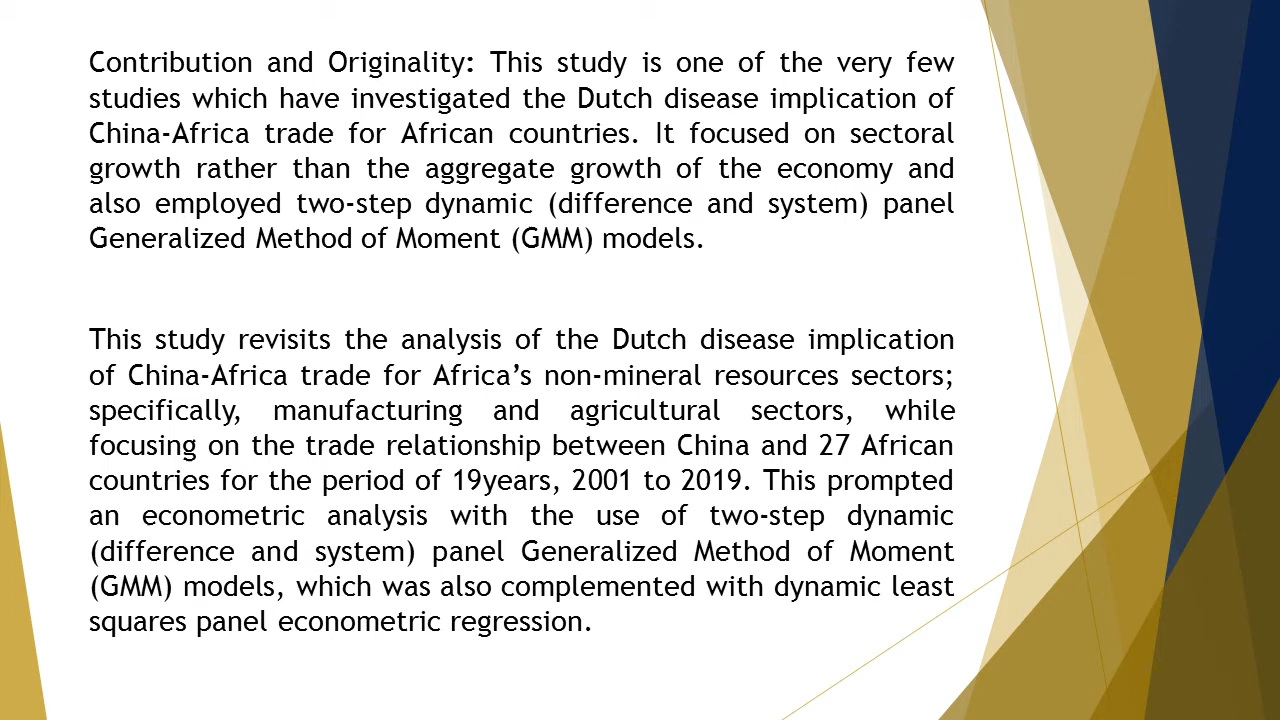 Contribution and Originality: This study is one of the very few
studies which have investigated the Dutch disease implication of
China-Africa trade for African countries. It focused on sectoral
growth rather than the aggregate growth of the economy and
also employed two-step dynamic (difference and system) panel
Generalized Method of Moment (GMM) models.
This study revisits the analysis of the Dutch disease implication
of China-Africa trade for Africa’s non-mineral resources sectors;
specifically, manufacturing and agricultural sectors, while
focusing on the trade relationship between China and 27 African
countries for the period of 19years, 2001 to 2019. This prompted
an econometric analysis with the use of two-step dynamic
(difference and system) panel Generalized Method of Moment
(GMM) models, which was also complemented with dynamic least
squares panel econometric regression.